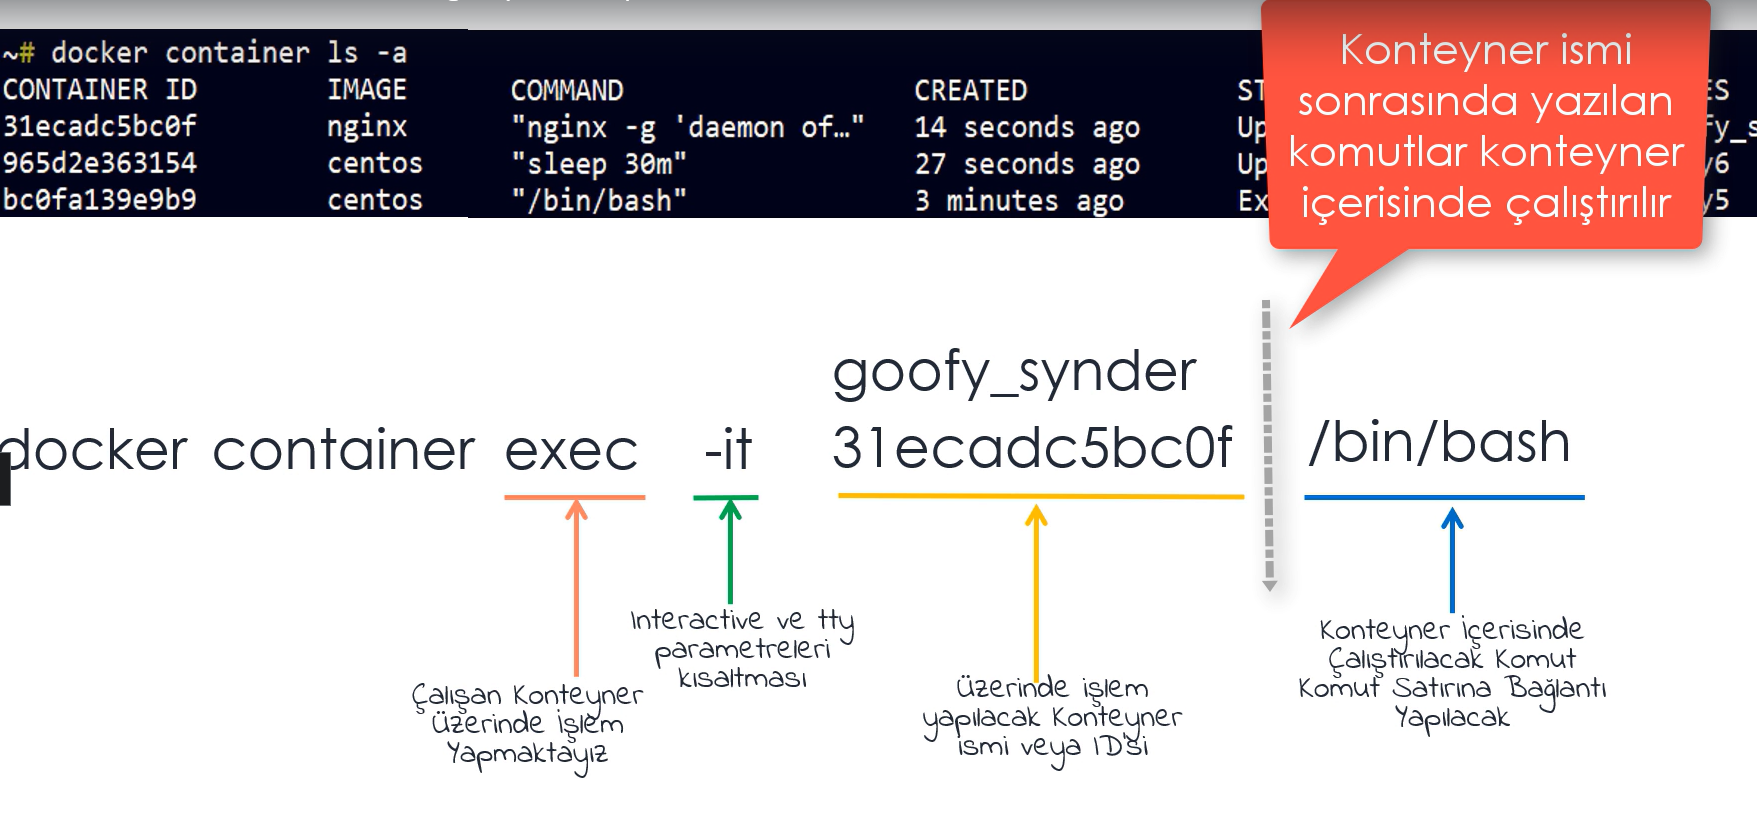 ~# docker container ls -a
CONTAINER ID IMAGE COMMAND CREATED
31ecadc5bc0f nginx "nginx -g 'daemon of…" 14 seconds ago
965d2e363154 centos "sleep 30m" 27 seconds ago
bc0fa139e9b9 centos "/bin/bash" 3 minutes ago
Konteyner ismi
sonrasında yazılan
komutlar konteyner
içerisinde çalıştırılır
goofy_synder
docker container exec -it 31ecadc5bc0f /bin/bash
Çalışan Konteyner
Üzerinde İşlem
Yapmaktayız
Interactive ve tty
parametreleri
kısaltması
Üzerinde işlem
yapılacak Konteyner
ismi veya ID'si
Konteyner İçerisinde
Çalıştırılacak Komut
Komut Satırına Bağlantı
Yapılacak